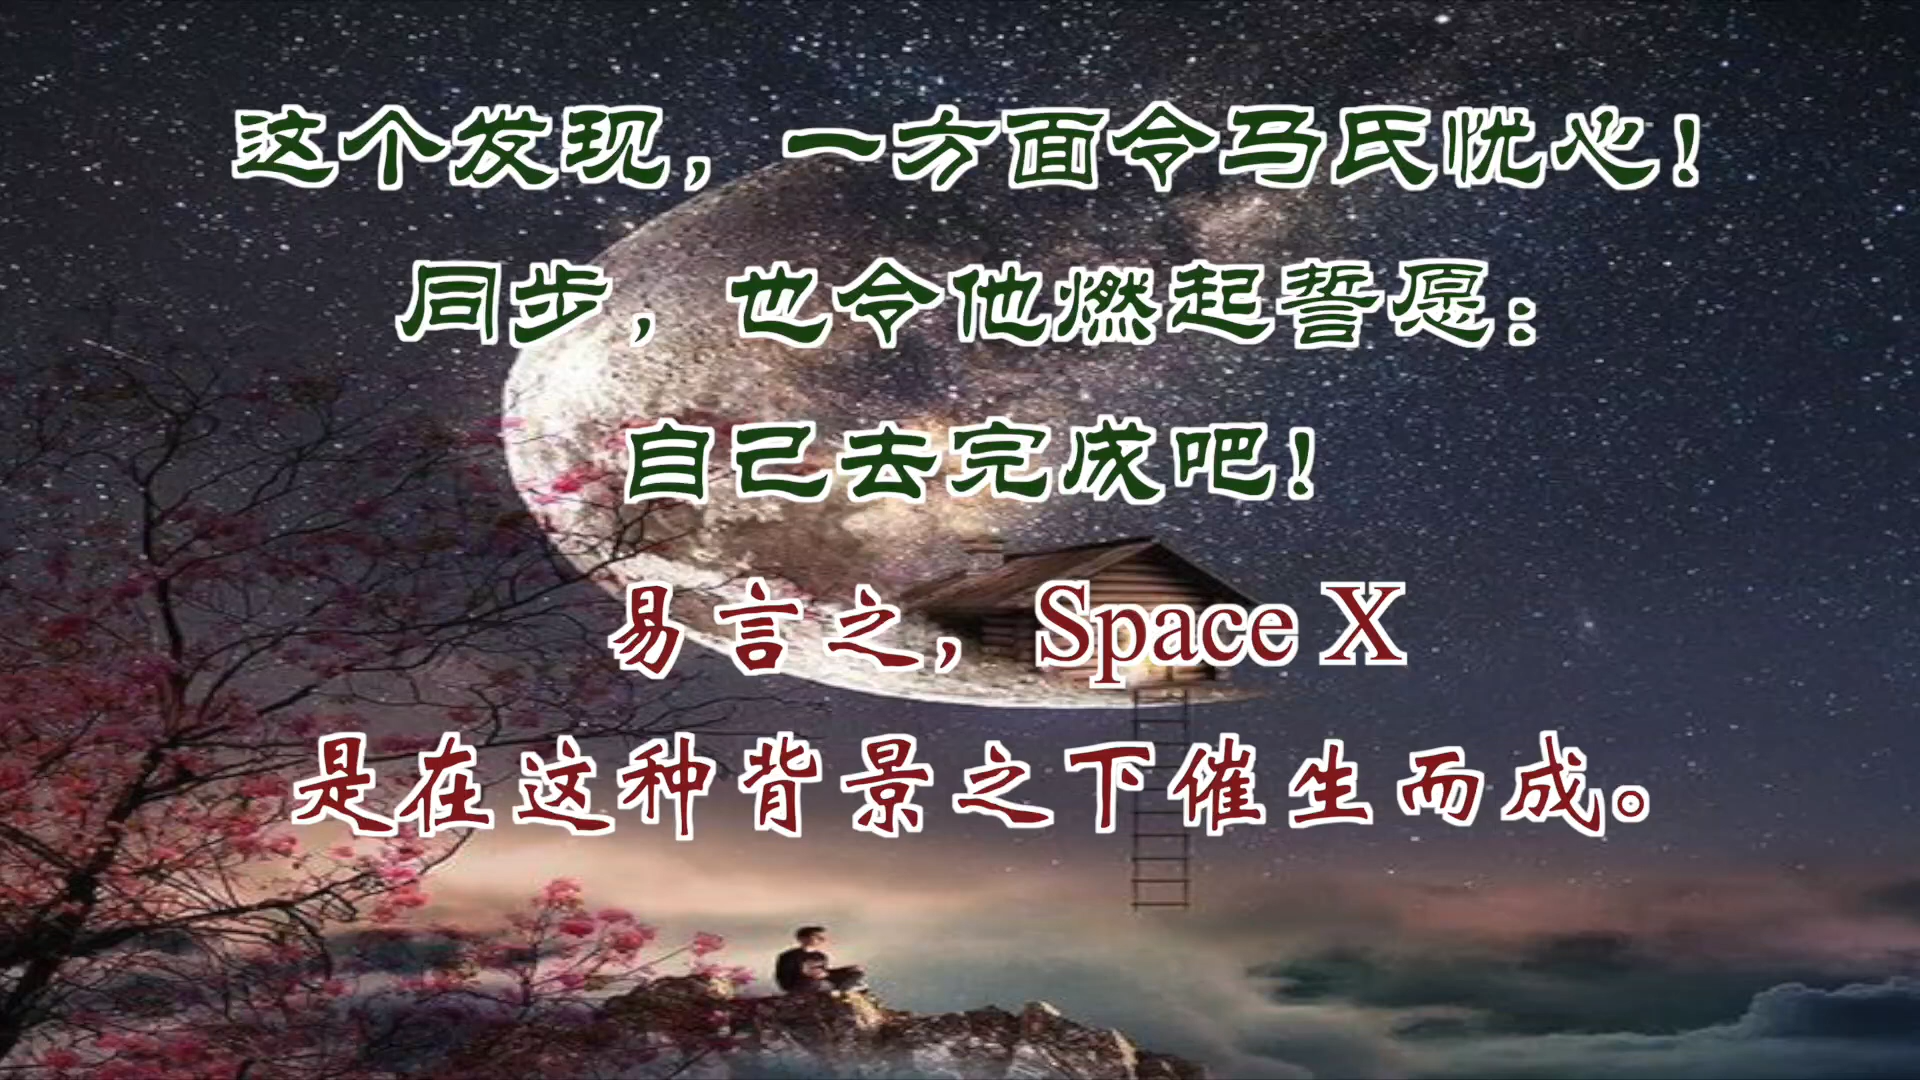 这个发现，一方面令马氏忧心！
同步，也令他燃起誓愿：
自己去完成吧！
易言之，Space X
是在这种背景之下催生而成。